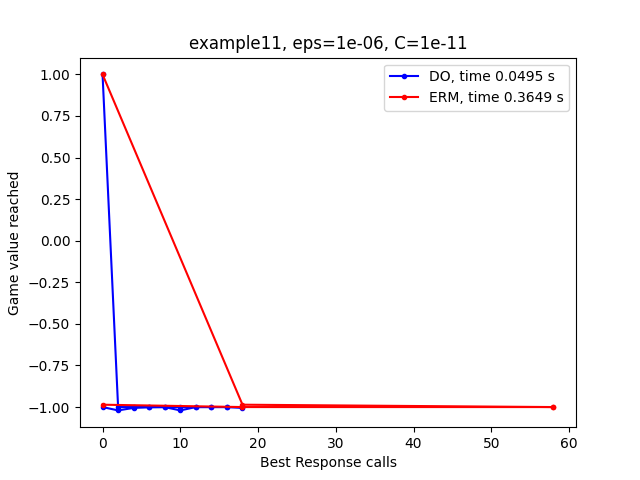 example11, eps=1e-06, C=1e-11
DO, time 0.0495 s
ERM, time 0.3649 s
Game value reached
1.00
0.75
0.50
0.25
0.00
−0.25
−0.50
−0.75
−1.00
0 10 20 30 40 50 60
Best Response calls